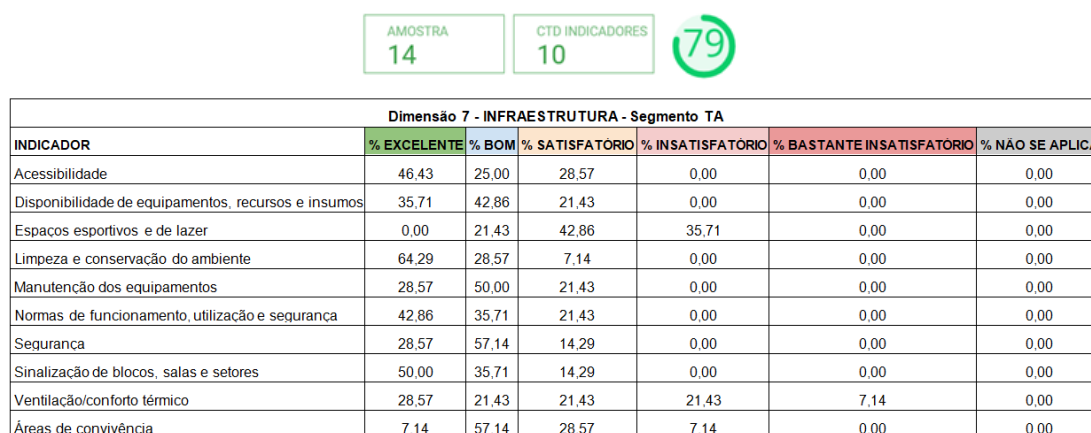 AMOSTRA
14
CTD INDICADORES
10
79
Dimensão 7 - INFRAESTRUTURA - Segmento TA
INDICADOR % EXCELENTE % BOM % SATISFATÓRIO % INSATISFATÓRIO % BASTANTE INSATISFATÓRIO % NÃO SE APLICA
Acessibilidade 46,43 25,00 28,57 0,00 0,00 0,00
Disponibilidade de equipamentos, recursos e insumos 35,71 42,86 21,43 0,00 0,00 0,00
Espaços esportivos e de lazer 0,00 21,43 42,86 35,71 0,00 0,00
Limpeza e conservação do ambiente 64,29 28,57 7,14 0,00 0,00 0,00
Manutenção dos equipamentos 28,57 50,00 21,43 0,00 0,00 0,00
Normas de funcionamento, utilização e segurança 42,86 35,71 21,43 0,00 0,00 0,00
Segurança 28,57 57,14 14,29 0,00 0,00 0,00
Sinalização de blocos, salas e setores 50,00 35,71 14,29 0,00 0,00 0,00
Ventilação/conforto térmico 28,57 21,43 21,43 21,43 7,14 0,00
Áreas de convivência 7,14 57,14 28,57 7,14 0,00 0,00